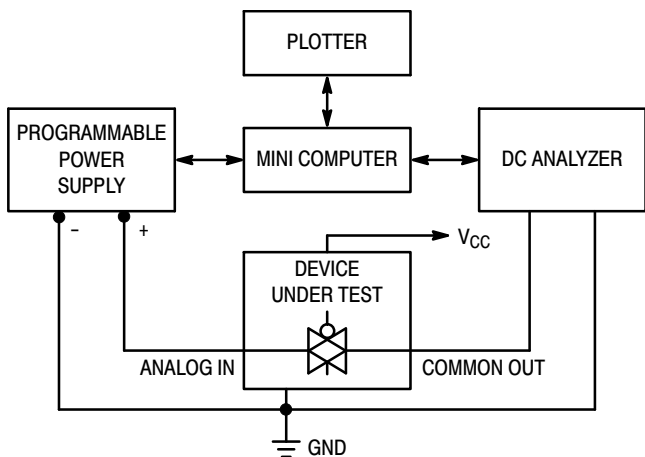 PLOTTER
PROGRAMMABLE
POWER
SUPPLY
MINI COMPUTER
DC ANALYZER
– +
VCC
DEVICE
UNDER TEST
ANALOG IN
COMMON OUT
GND